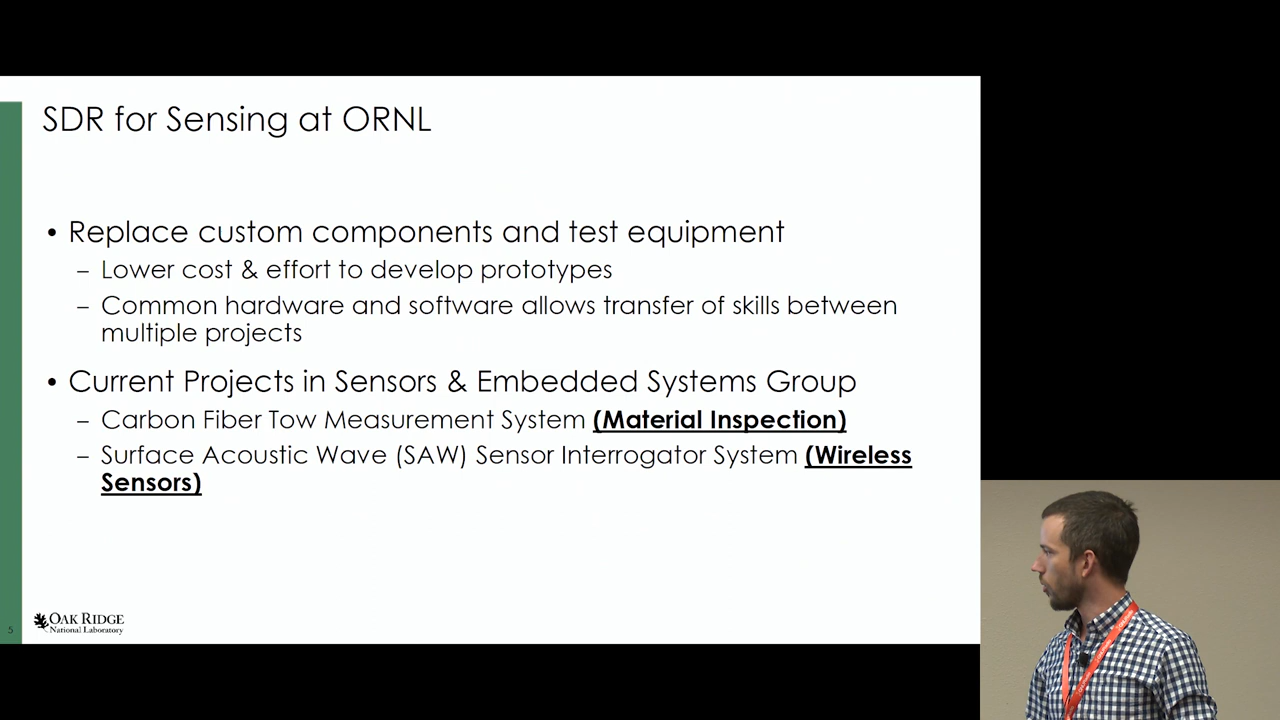 SDR for Sensing at ORNL
• Replace custom components and test equipment
– Lower cost & effort to develop prototypes
– Common hardware and software allows transfer of skills between
multiple projects
• Current Projects in Sensors & Embedded Systems Group
– Carbon Fiber Tow Measurement System (Material Inspection)
– Surface Acoustic Wave (SAW) Sensor Interrogator System (Wireless
Sensors)
5
OAK RIDGE
National Laboratory